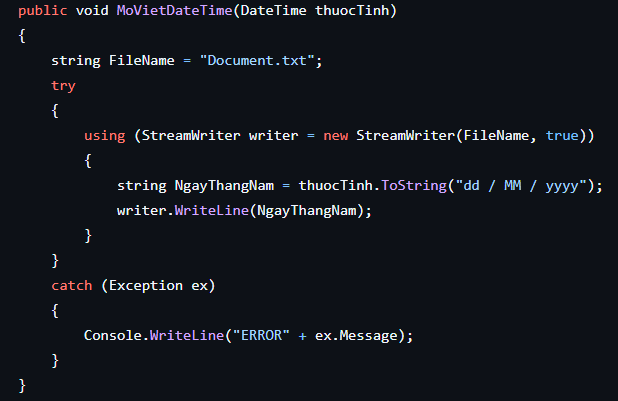 public void MoVietDateTime(DateTime thuocTinh)
{
    string FileName = "Document.txt";
    try
    {
        using (StreamWriter writer = new StreamWriter(FileName, true))
        {
            string NgayThangNam = thuocTinh.ToString("dd / MM / yyyy");
            writer.WriteLine(NgayThangNam);
        }
    }
    catch (Exception ex)
    {
        Console.WriteLine("ERROR" + ex.Message);
    }
}